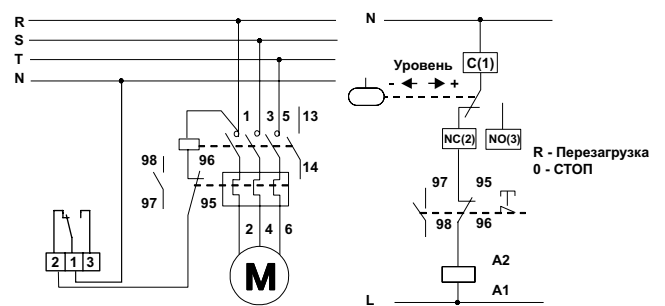 R
S
T
N
1 3 5 13
98 96 14
97 95
2 4 6
2 1 3
M
N
C(1)
Уровень
- +
NC(2) NO(3)
R - Перезагрузка
0 - СТОП
97 95
98 96
A2
A1
L